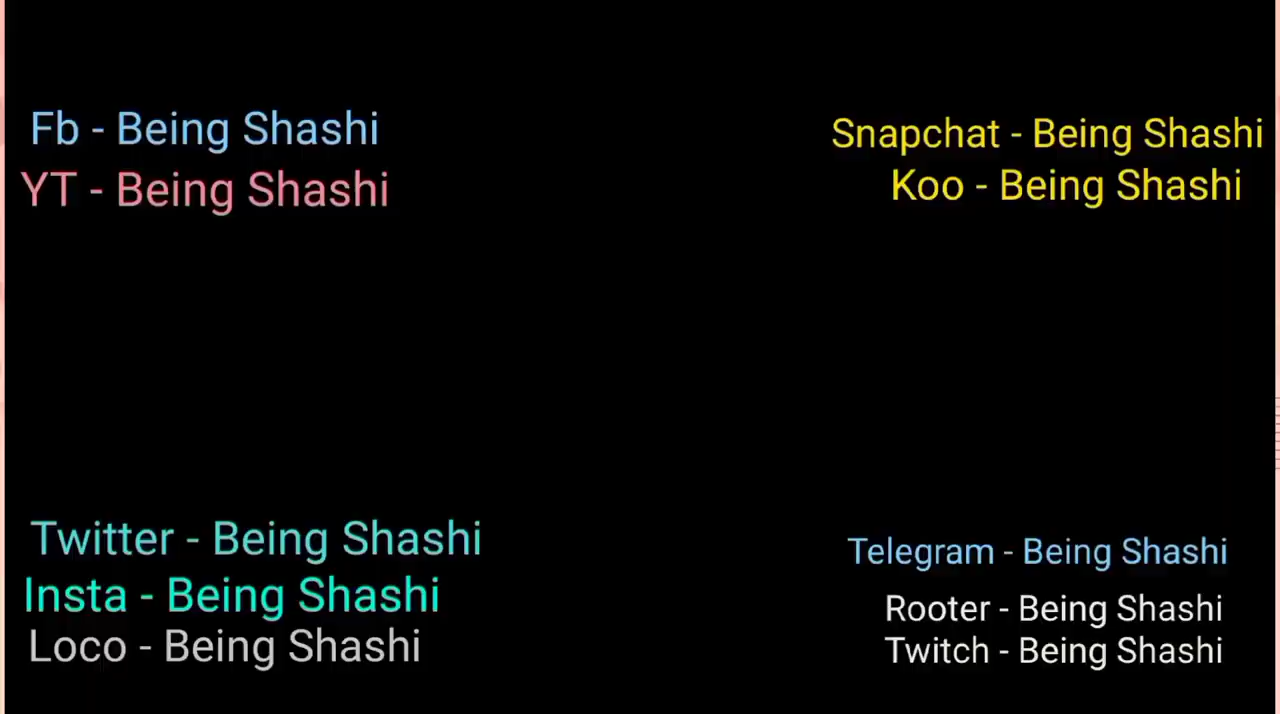 Fb - Being Shashi
YT - Being Shashi
Snapchat - Being Shashi
Koo - Being Shashi
Twitter - Being Shashi
Insta - Being Shashi
Loco - Being Shashi
Telegram - Being Shashi
Rooter - Being Shashi
Twitch - Being Shashi